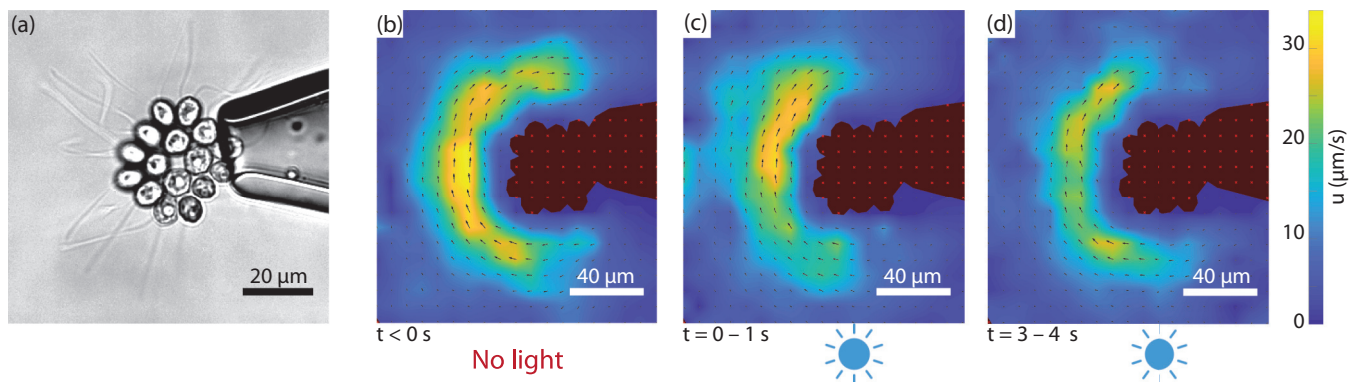 (a)
20 μm
(b)
40 μm
t < 0 s
No light
(c)
40 μm
t = 0 – 1 s
(d)
40 μm
t = 3 – 4 s
30
20
10
0
u (μm/s)